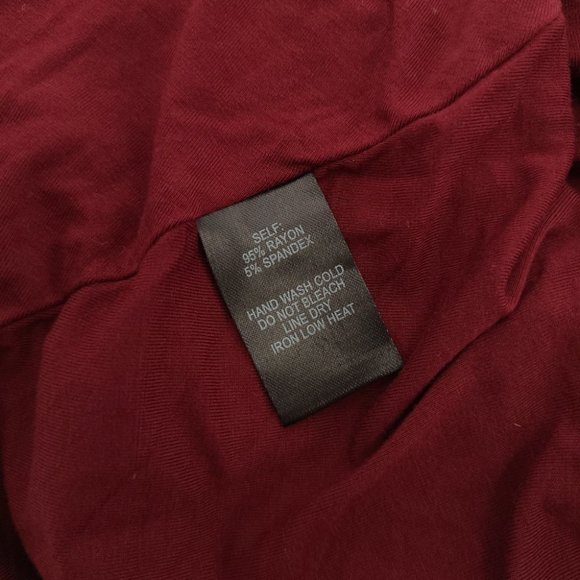 SELF:
95% RAYON
5% SPANDEX
HAND WASH COLD
DO NOT BLEACH
LINE DRY
IRON LOW HEAT